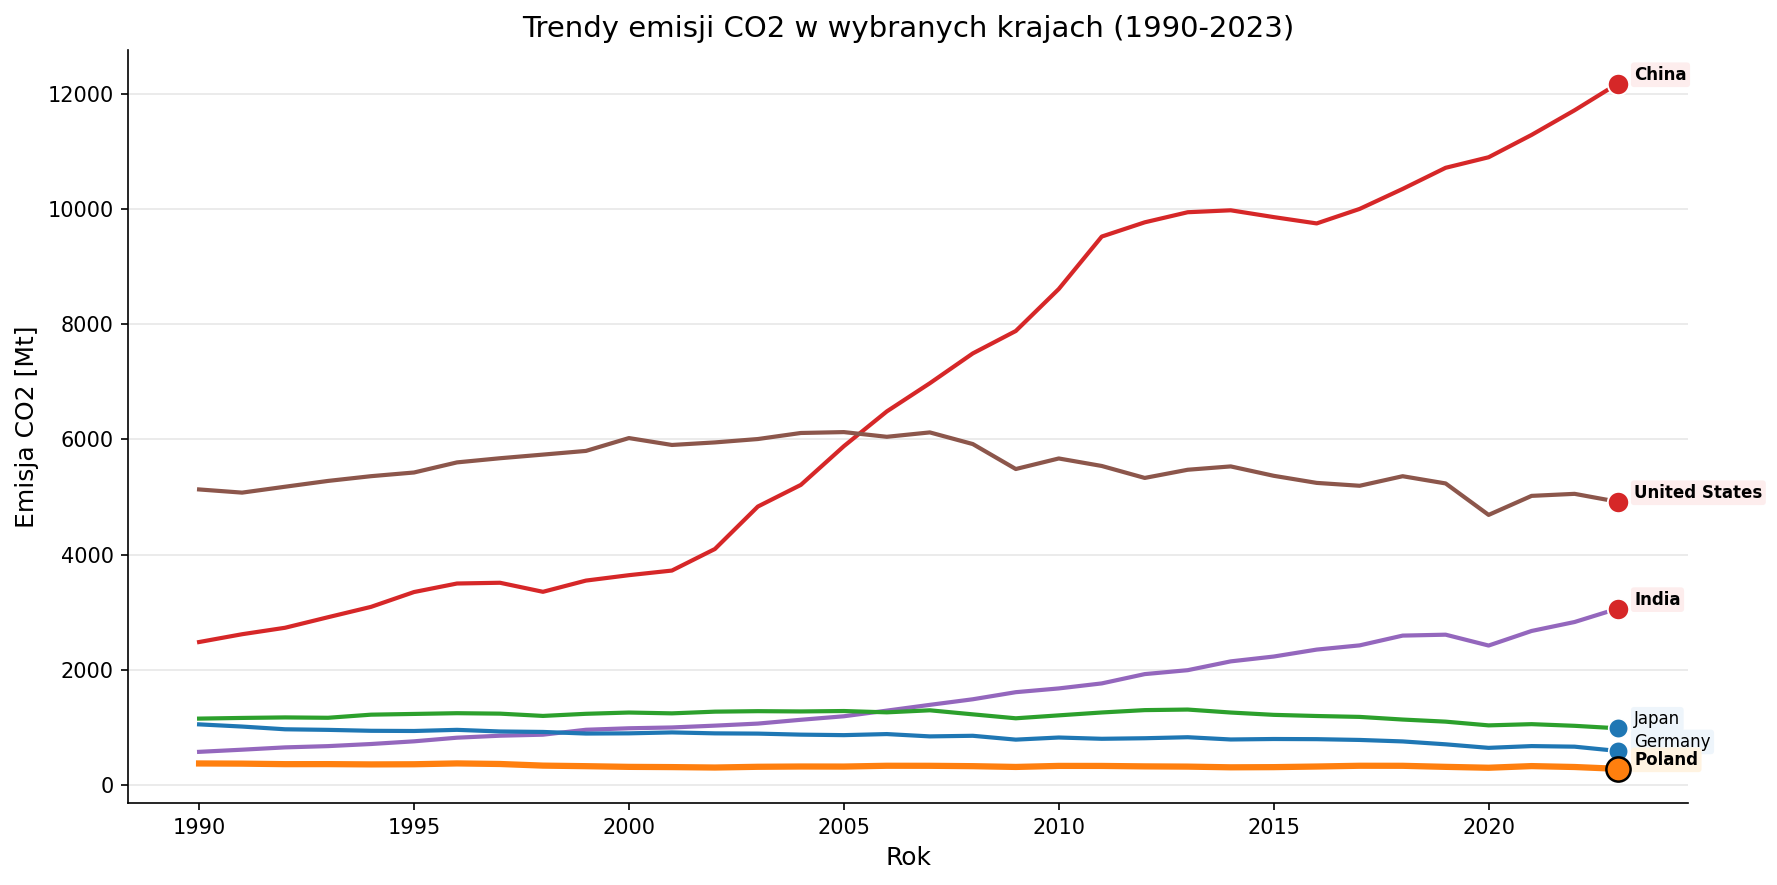 Trendy emisji CO2 w wybranych krajach (1990-2023)
Emisja CO2 [Mt]
12000
10000
8000
6000
4000
2000
0
China
United States
India
Japan
Germany
Poland
1990
1995
2000
2005
2010
2015
2020
Rok